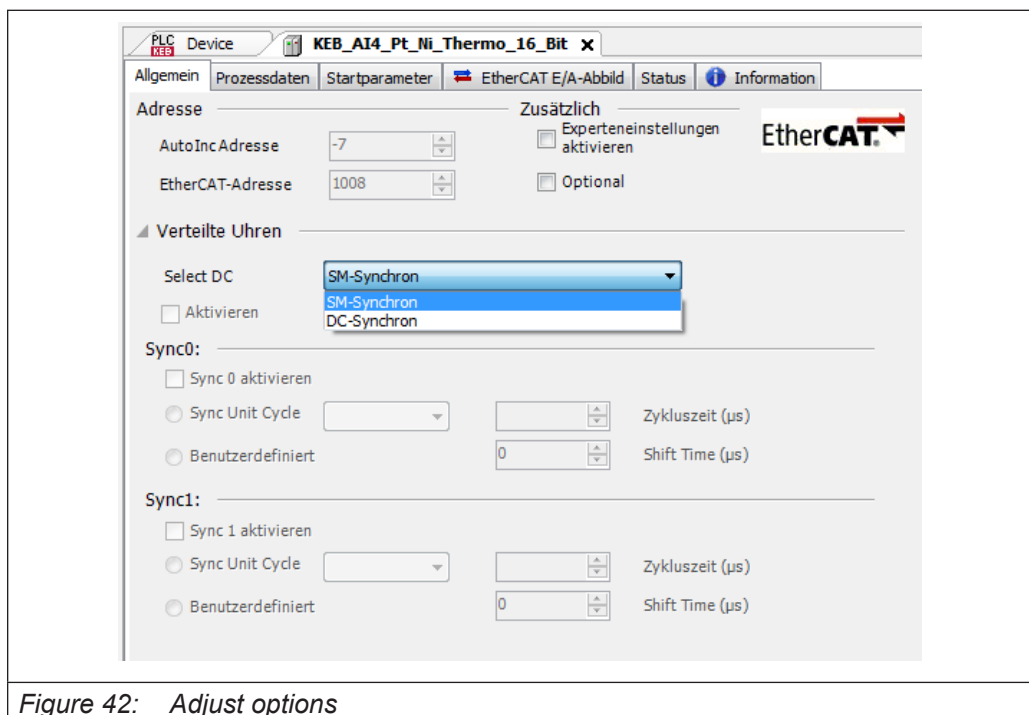 PLC KEB Device KEB_AI4_Pt_Ni_Thermo_16_Bit x
Allgemein Prozessdaten Startparameter EtherCAT E/A-Abbild Status i Information
Adresse Zusätzlich
AutoInc Adresse -7 Experteneinstellungen aktivieren EtherCAT.
EtherCAT-Adresse 1008 Optional
Verteilte Uhren
Select DC SM-Synchron
SM-Synchron
Aktivieren DC-Synchron
Sync0:
Sync 0 aktivieren
Sync Unit Cycle Zykluszeit (µs)
Benutzerdefiniert 0 Shift Time (µs)
Sync1:
Sync 1 aktivieren
Sync Unit Cycle Zykluszeit (µs)
Benutzerdefiniert 0 Shift Time (µs)
Figure 42: Adjust options